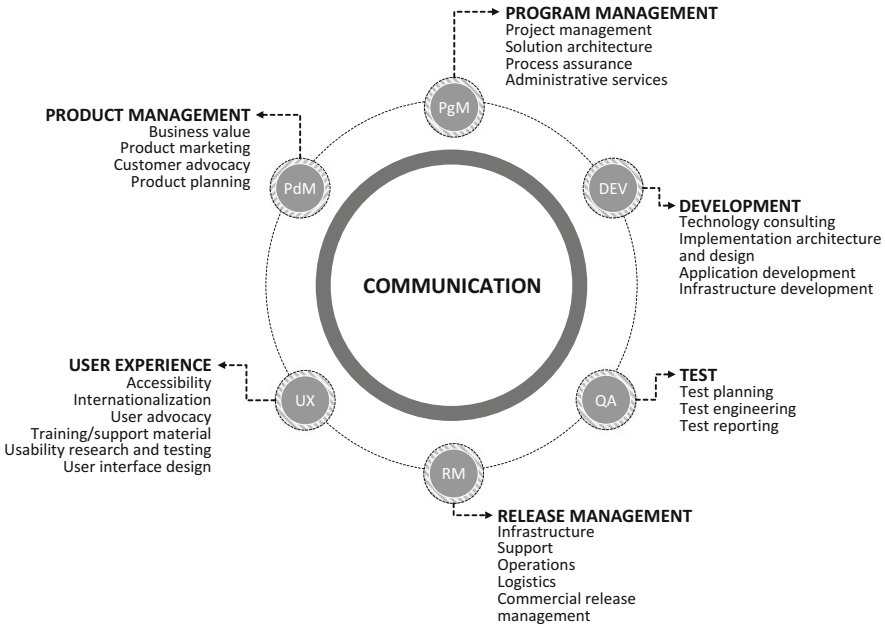 PROGRAM MANAGEMENT
Project management
Solution architecture
Process assurance
Administrative services
PgM
PRODUCT MANAGEMENT
Business value
Product marketing
Customer advocacy
Product planning
PdM
DEV
DEVELOPMENT
Technology consulting
Implementation architecture
and design
Application development
Infrastructure development
COMMUNICATION
USER EXPERIENCE
Accessibility
Internationalization
User advocacy
Training/support material
Usability research and testing
User interface design
UX
QA
TEST
Test planning
Test engineering
Test reporting
RM
RELEASE MANAGEMENT
Infrastructure
Support
Operations
Logistics
Commercial release
management